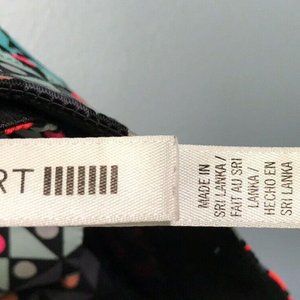 RT
MADE IN
SRI LANKA/
FAIT AU SRI
LANKA/
HECHO EN
SRI LANKA